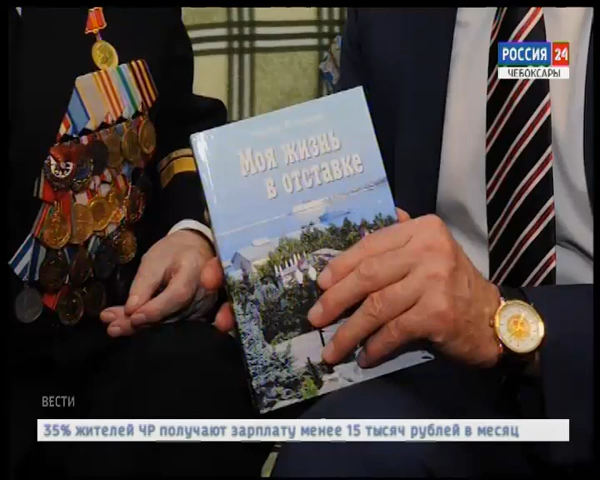 РОССИЯ 24
ЧЕБОКСАРЫ
Моя жизнь
в отставке
ВЕСТИ
35% жителей ЧР получают зарплату менее 15 тысяч рублей в месяц